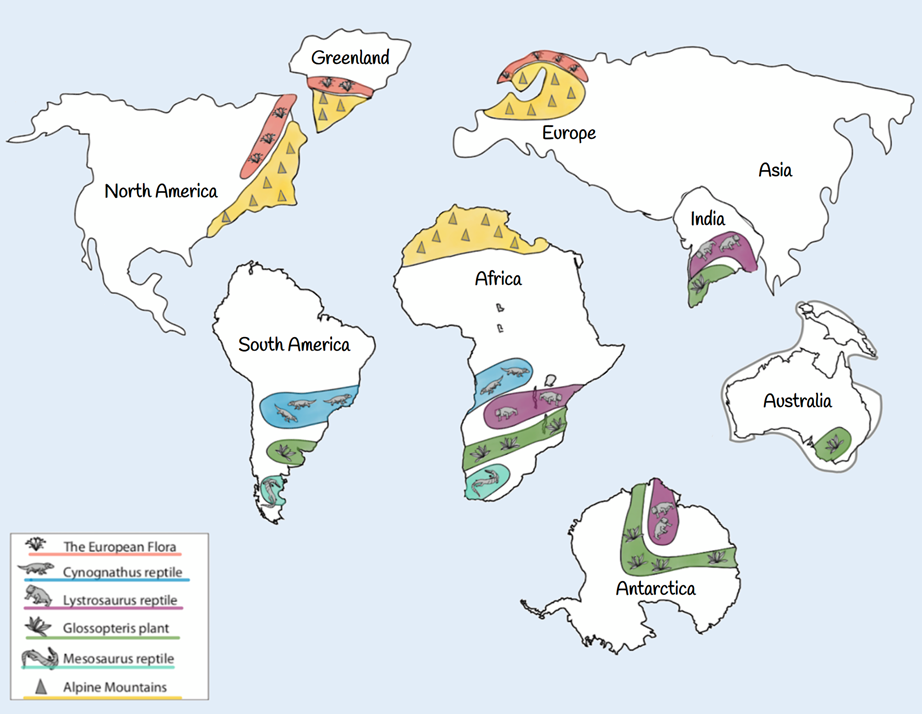 Greenland
Europe
North America
Asia
India
Africa
South America
Australia
Antarctica
The European Flora
Cynognathus reptile
Lystrosaurus reptile
Glossopteris plant
Mesosaurus reptile
Alpine Mountains